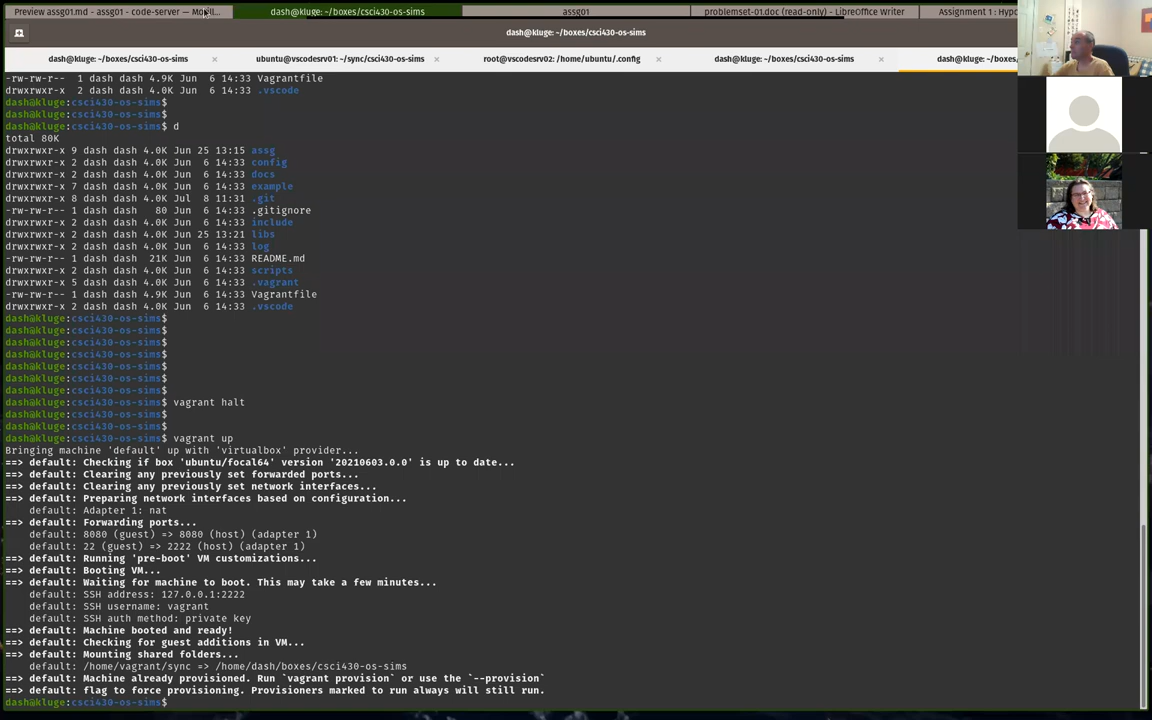 Preview assg01.md - assg01 - code-server — Mozill...
dash@kluge: ~/boxes/csci430-os-sims
assg01
problemset-01.doc (read-only) - LibreOffice Writer
Assignment 1 : Hypo
dash@kluge: ~/boxes/csci430-os-sims
dash@kluge: ~/boxes/csci430-os-sims
ubuntu@vscodesrv01: ~/sync/csci430-os-sims
root@vscodesrv02: /home/ubuntu/.config
dash@kluge: ~/boxes/csci430-os-sims
dash@kluge: ~/boxes/
-rw-rw-r-- 1 dash dash 4.9K Jun 6 14:33 Vagrantfile
drwxrwxr-x 2 dash dash 4.0K Jun 6 14:33 .vscode
dash@kluge:csci430-os-sims$
dash@kluge:csci430-os-sims$
dash@kluge:csci430-os-sims$ d
total 80K
drwxrwxr-x 9 dash dash 4.0K Jun 25 13:15 assg
drwxrwxr-x 2 dash dash 4.0K Jun 6 14:33 config
drwxrwxr-x 2 dash dash 4.0K Jun 6 14:33 docs
drwxrwxr-x 7 dash dash 4.0K Jun 6 14:33 example
drwxrwxr-x 8 dash dash 4.0K Jul 8 11:31 .git
-rw-rw-r-- 1 dash dash 80 Jun 6 14:33 .gitignore
drwxrwxr-x 2 dash dash 4.0K Jun 6 14:33 include
drwxrwxr-x 2 dash dash 4.0K Jun 25 13:21 libs
drwxrwxr-x 2 dash dash 4.0K Jun 6 14:33 log
-rw-rw-r-- 1 dash dash 21K Jun 6 14:33 README.md
drwxrwxr-x 2 dash dash 4.0K Jun 6 14:33 scripts
drwxrwxr-x 5 dash dash 4.0K Jun 6 14:33 .vagrant
-rw-rw-r-- 1 dash dash 4.9K Jun 6 14:33 Vagrantfile
drwxrwxr-x 2 dash dash 4.0K Jun 6 14:33 .vscode
dash@kluge:csci430-os-sims$
dash@kluge:csci430-os-sims$
dash@kluge:csci430-os-sims$
dash@kluge:csci430-os-sims$
dash@kluge:csci430-os-sims$
dash@kluge:csci430-os-sims$
dash@kluge:csci430-os-sims$
dash@kluge:csci430-os-sims$ vagrant halt
dash@kluge:csci430-os-sims$
dash@kluge:csci430-os-sims$
dash@kluge:csci430-os-sims$ vagrant up
Bringing machine 'default' up with 'virtualbox' provider...
==> default: Checking if box 'ubuntu/focal64' version '20210603.0.0' is up to date...
==> default: Clearing any previously set forwarded ports...
==> default: Clearing any previously set network interfaces...
==> default: Preparing network interfaces based on configuration...
default: Adapter 1: nat
==> default: Forwarding ports...
default: 8080 (guest) => 8080 (host) (adapter 1)
default: 22 (guest) => 2222 (host) (adapter 1)
==> default: Running 'pre-boot' VM customizations...
==> default: Booting VM...
==> default: Waiting for machine to boot. This may take a few minutes...
default: SSH address: 127.0.0.1:2222
default: SSH username: vagrant
default: SSH auth method: private key
==> default: Machine booted and ready!
==> default: Checking for guest additions in VM...
==> default: Mounting shared folders...
default: /home/vagrant/sync => /home/dash/boxes/csci430-os-sims
==> default: Machine already provisioned. Run `vagrant provision` or use the `--provision`
==> default: flag to force provisioning. Provisioners marked to run always will still run.
dash@kluge:csci430-os-sims$